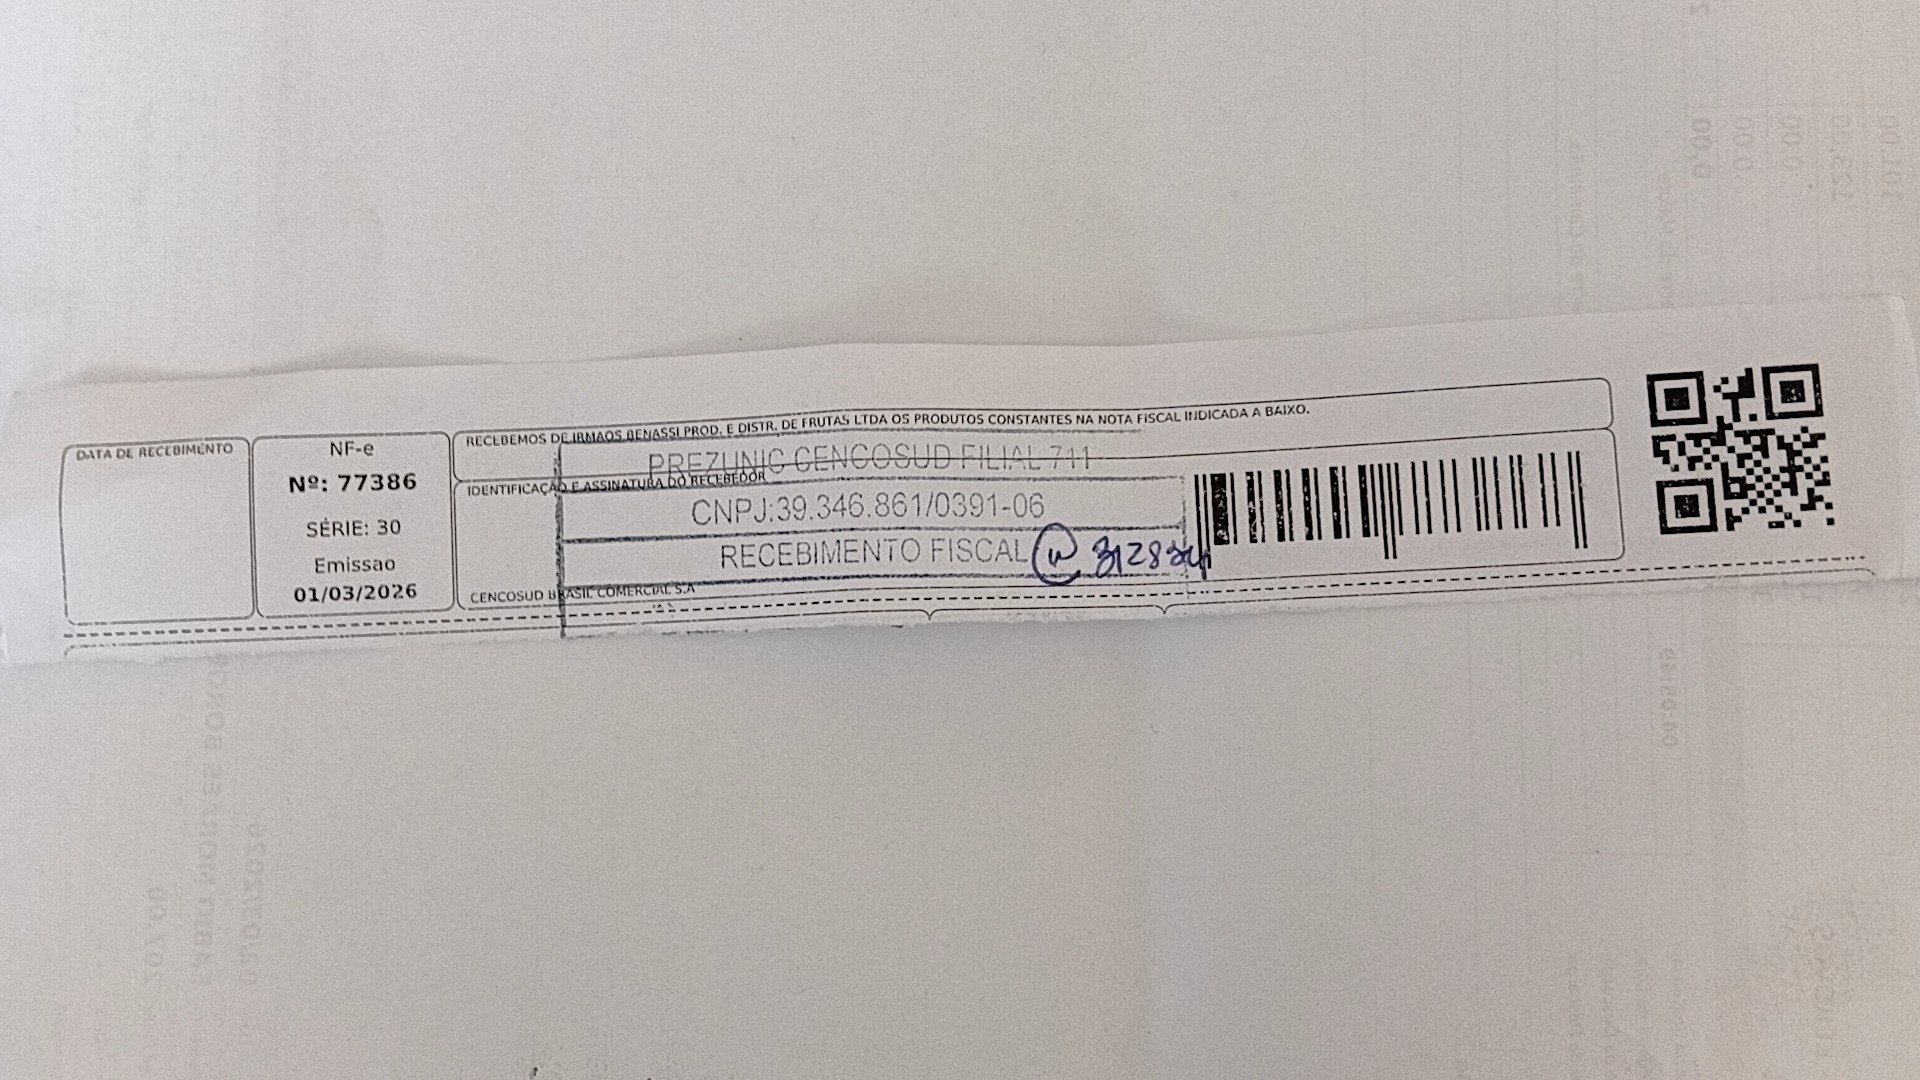 DATA DE RECEBIMENTO
NF-e
Nº: 77386
SÉRIE: 30
Emissao
01/03/2026
RECEBEMOS DE IRMAOS BENASSI PROD. E DISTR. DE FRUTAS LTDA OS PRODUTOS CONSTANTES NA NOTA FISCAL INDICADA A BAIXO.
PREZUNIC CENCOSUD FILIAL 711
IDENTIFICAÇÃO E ASSINATURA DO RECEBEDOR
CNPJ:39.346.861/0391-06
RECEBIMENTO FISCAL
CENCOSUD BRASIL COMERCIAL S.A